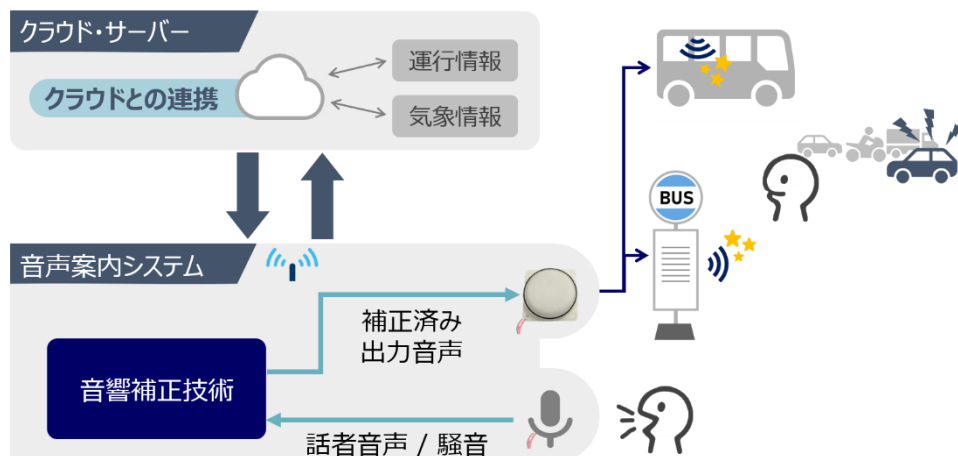 クラウド・サーバー
クラウドとの連携
運行情報
気象情報
BUS
音声案内システム
補正済み
出力音声
音響補正技術
話者音声 / 騒音